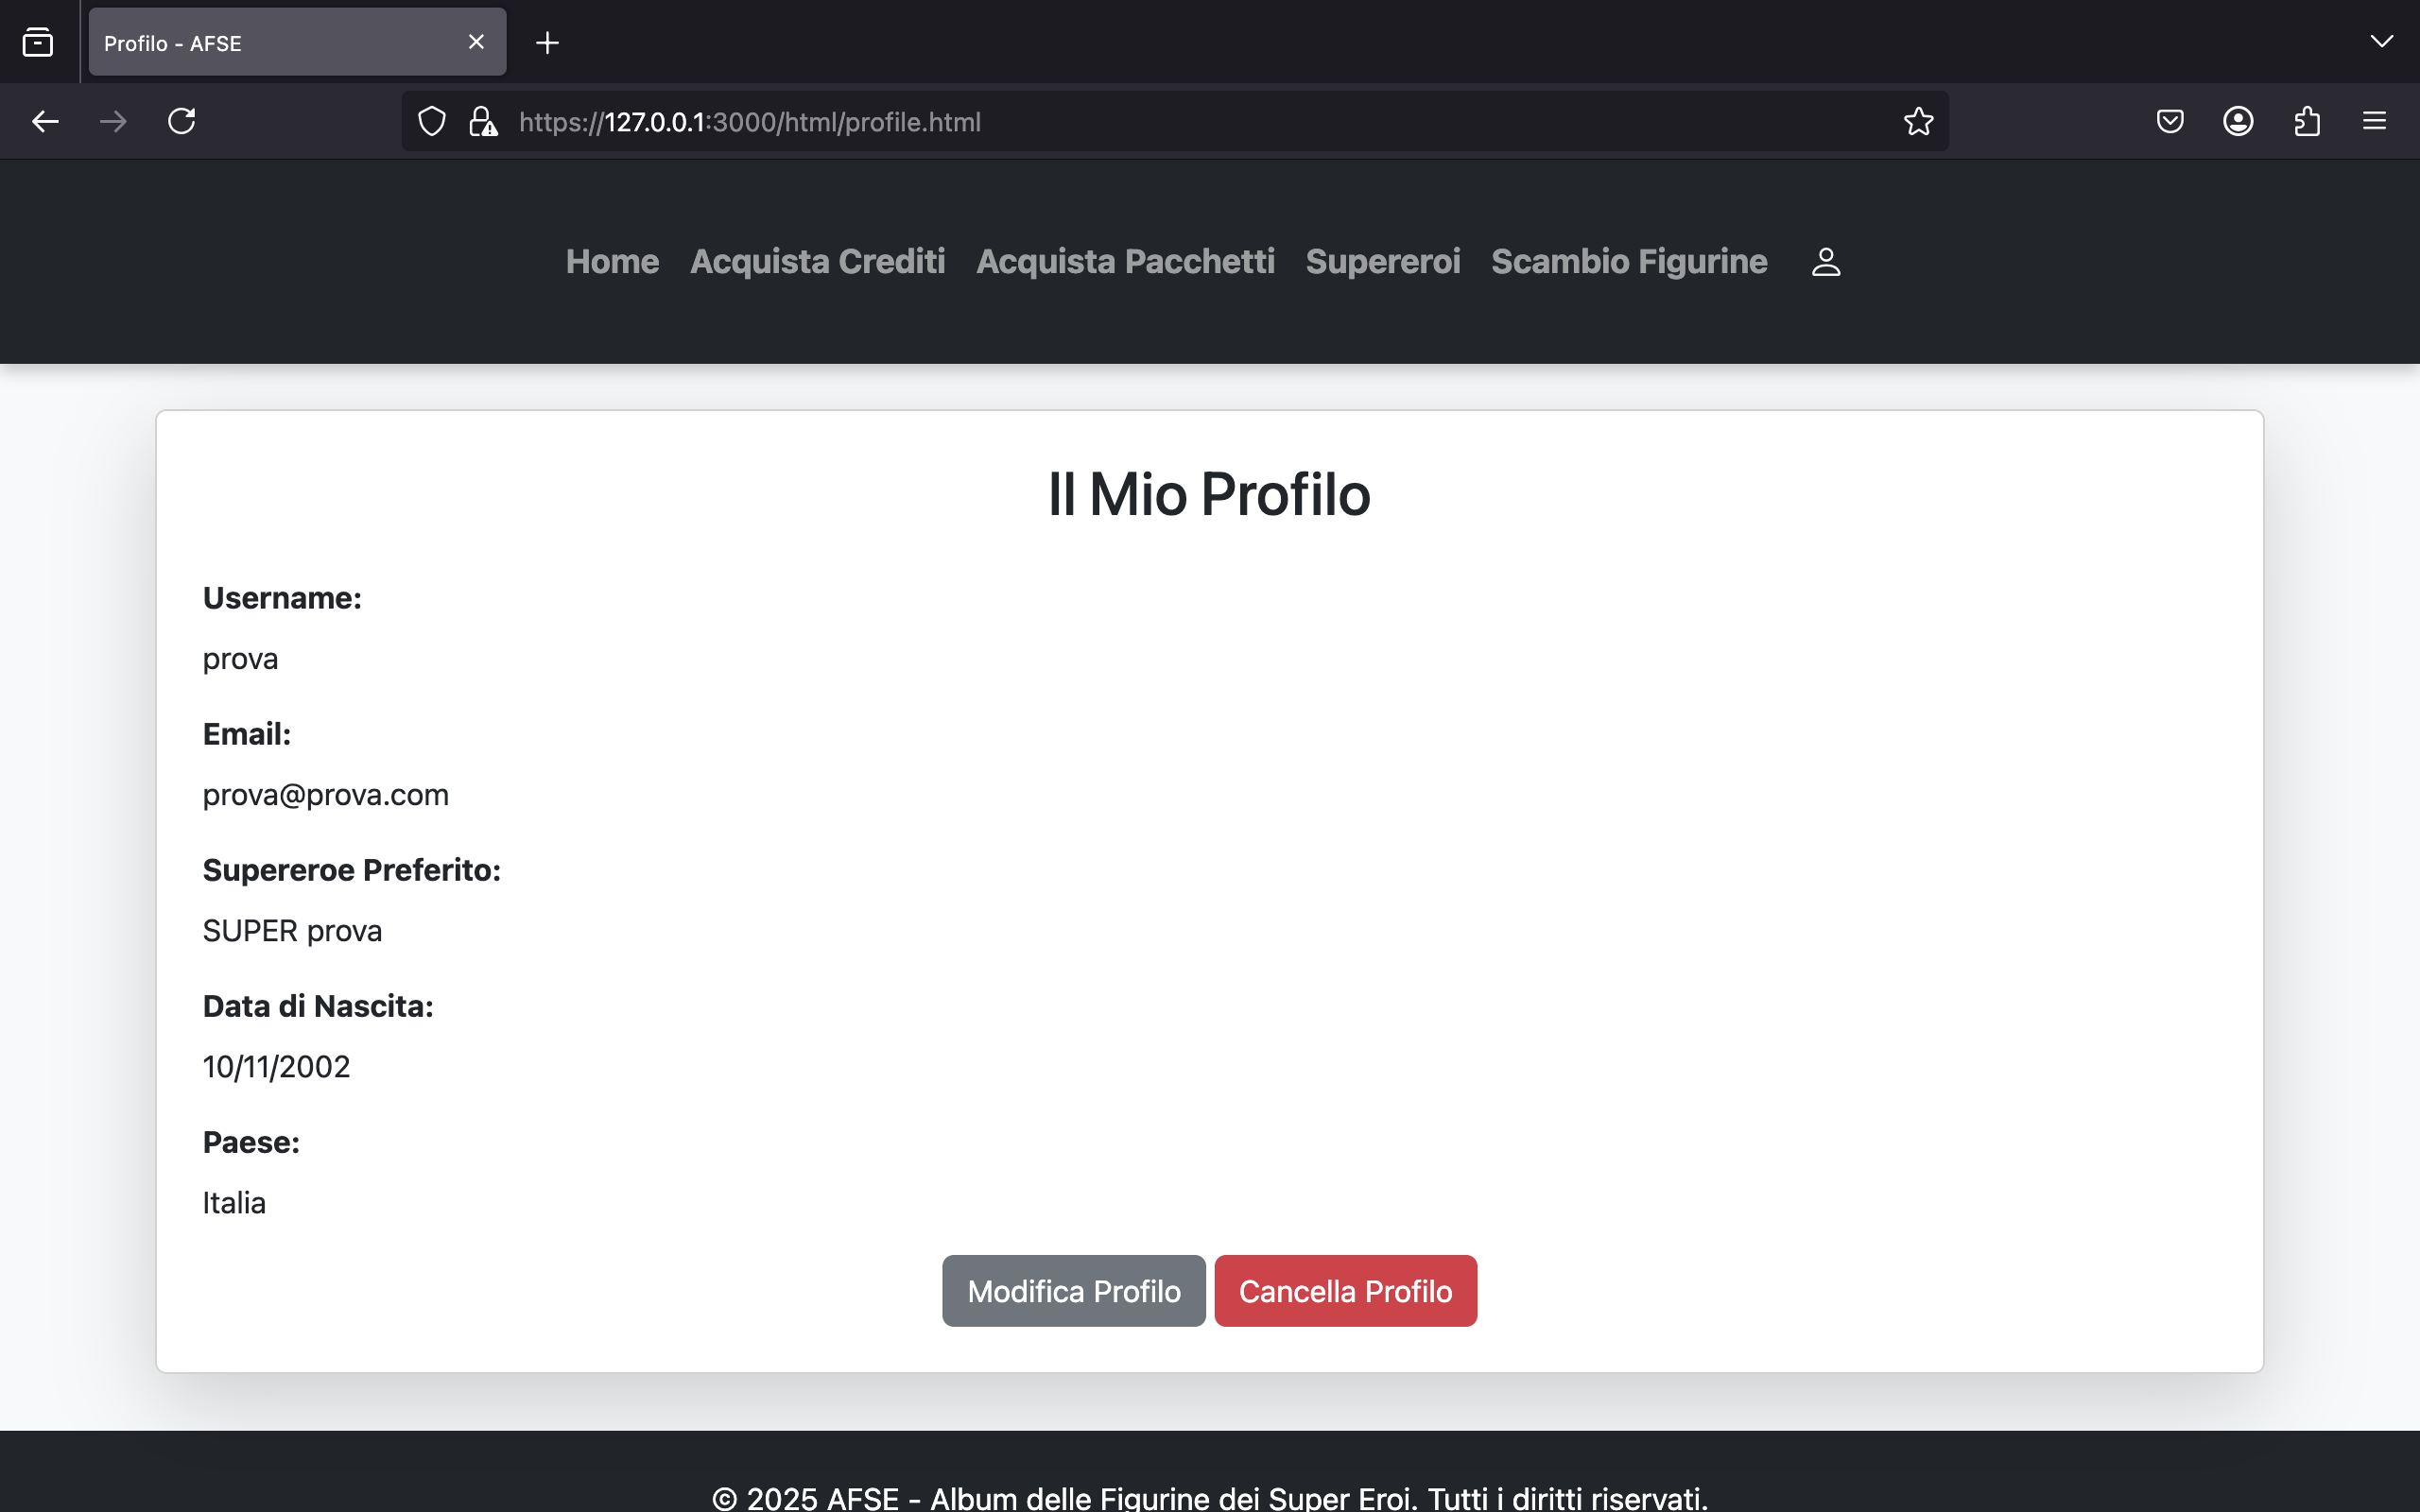 Profilo - AFSE
https://127.0.0.1:3000/html/profile.html
Home Acquista Crediti Acquista Pacchetti Supereroi Scambio Figurine
Il Mio Profilo
Username:
prova
Email:
prova@prova.com
Supereroe Preferito:
SUPER prova
Data di Nascita:
10/11/2002
Paese:
Italia
Modifica Profilo Cancella Profilo
© 2025 AFSE - Album delle Figurine dei Super Eroi. Tutti i diritti riservati.